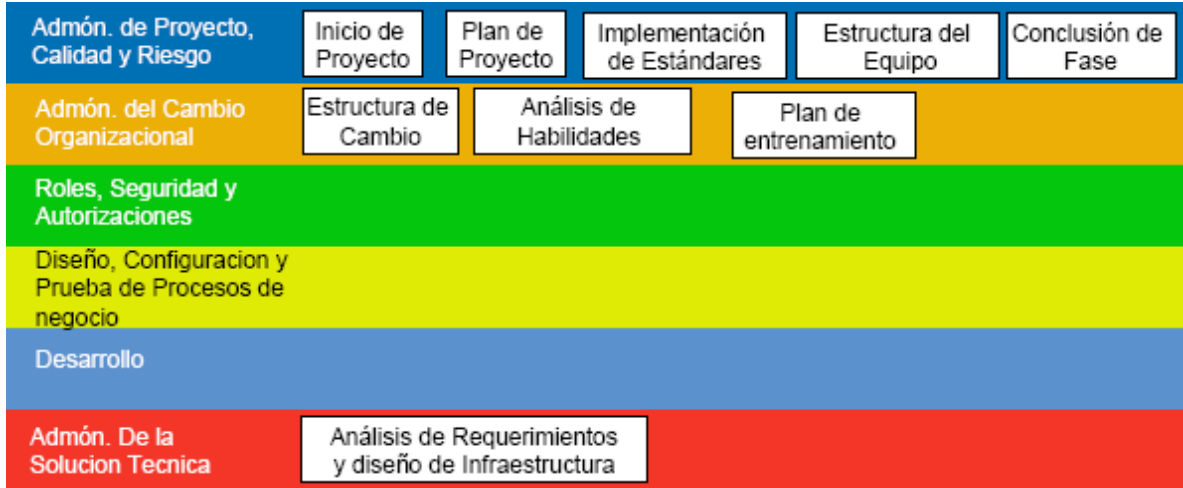 Admón. de Proyecto,
Calidad y Riesgo
Inicio de
Proyecto
Plan de
Proyecto
Implementación
de Estándares
Estructura del
Equipo
Conclusión de
Fase
Admón. del Cambio
Organizacional
Estructura de
Cambio
Análisis de
Habilidades
Plan de
entrenamiento
Roles, Seguridad y
Autorizaciones
Diseño, Configuracion y
Prueba de Procesos de
negocio
Desarrollo
Admón. De la
Solucion Tecnica
Análisis de Requerimientos
y diseño de Infraestructura